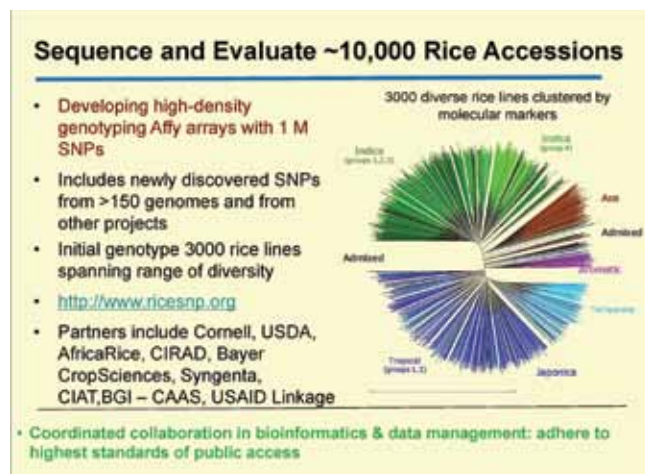 Sequence and Evaluate ~10,000 Rice Accessions
• Developing high-density
genotyping Affy arrays with 1 M
SNPs
• Includes newly discovered SNPs
from >150 genomes and from
other projects
• Initial genotype 3000 rice lines
spanning range of diversity
• http://www.ricesnp.org
• Partners include Cornell, USDA,
AfricaRice, CIRAD, Bayer
CropSciences, Syngenta,
CIAT,BGI – CAAS, USAID Linkage
3000 diverse rice lines clustered by
molecular markers
Indica
Indica
Aus
Admixed
Admixed
Aromatic
Tropical
(groups 1,2)
Japonica
• Coordinated collaboration in bioinformatics & data management: adhere to
highest standards of public access